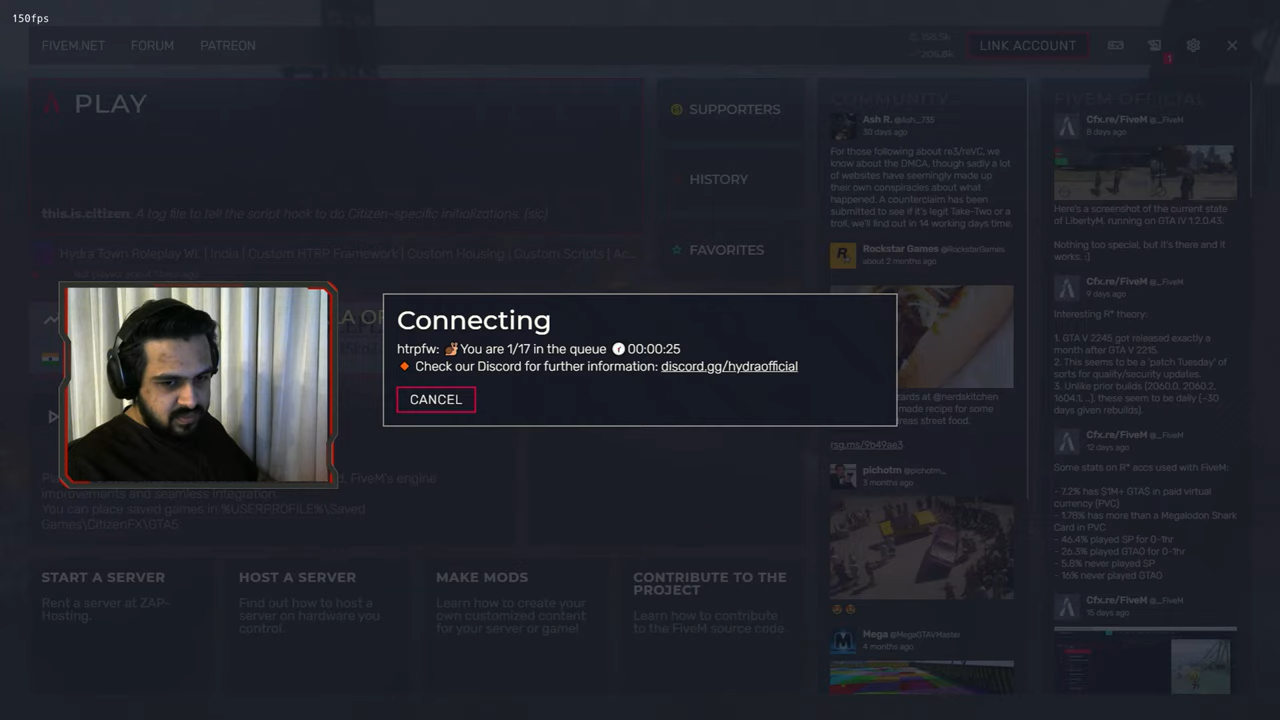 150fps
FIVEM.NET FORUM PATREON
LINK ACCOUNT
1
PLAY
this.is.citizen: A tag file to tell the script hook to do Citizen-specific initializations. (sic)
Hydra Town Roleplay WL | India | Custom HTRP Framework | Custom Housing | Custom Scripts | Ac...
SUPPORTERS
HISTORY
FAVORITES
Connecting
htrpfw: 🐌You are 1/17 in the queue 🕐00:00:25
🔸 Check our Discord for further information: discord.gg/hydraofficial
CANCEL
FiveM's engine
improvements and seamless integration.
You can place saved games in %USERPROFILE%\Saved
Games\CitizenFX\GTA5.
START A SERVER
Rent a server at ZAP-
Hosting.
HOST A SERVER
Find out how to host a
server on hardware you
control.
MAKE MODS
Learn how to create your
own customized content
for your server or game!
CONTRIBUTE TO THE
PROJECT
Learn how to contribute
to the FiveM source code.
COMMUNITY
Ash R. @Ash_735
30 days ago
For those following about re3/reVC, we
know about the DMCA, though sadly a lot
of websites have seemingly made up
their own conspiracies about what
happened. A counterclaim has been
submitted to see if it's legit Take-Two or a
troll, we'll find out in 14 working days time.
Rockstar Games @RockstarGames
about 2 months ago
at @nerdskitchen
made recipe for some
street food.
rsg.ms/9b49ae3
pichotm @pichotm_
3 months ago
😂😂
Mega @MegaGTAVMaster
4 months ago
FIVEM OFFICIAL
Cfx.re/FiveM @_FiveM
8 days ago
Here's a screenshot of the current state
of LibertyM, running on GTA IV 1.2.0.43.
Nothing too special, but it's there and it
works. :)
Cfx.re/FiveM @_FiveM
9 days ago
Interesting R* theory:
1. GTA V 2245 got released exactly a
month after GTA V 2215.
2. This seems to be a 'patch Tuesday' of
sorts for quality/security updates.
3. Unlike prior builds (2060.0, 2060.2,
1604.1, ...), these seem to be daily (~30
days given rebuilds).
Cfx.re/FiveM @_FiveM
12 days ago
Some stats on R* accs used with FiveM:
- 7.2% has $1M+ GTA$ in paid virtual
currency (PVC)
- 1.78% has more than a Megalodon Shark
Card in PVC
- 46.4% played SP for 0-1hr
- 26.3% played GTAO for 0-1hr
- 5.8% never played SP
- 16% never played GTAO
Cfx.re/FiveM @_FiveM
15 days ago